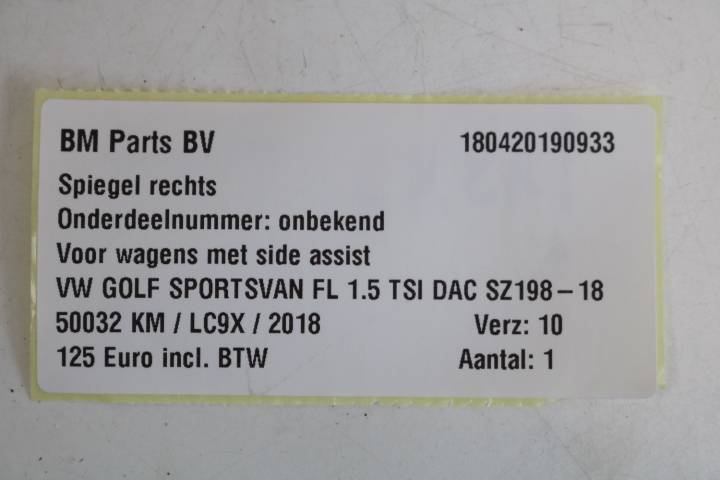 BM Parts BV 180420190933
Spiegel rechts
Onderdeelnummer: onbekend
Voor wagens met side assist
VW GOLF SPORTSVAN FL 1.5 TSI DAC SZ198-18
50032 KM / LC9X / 2018 Verz: 10
125 Euro incl. BTW Aantal: 1